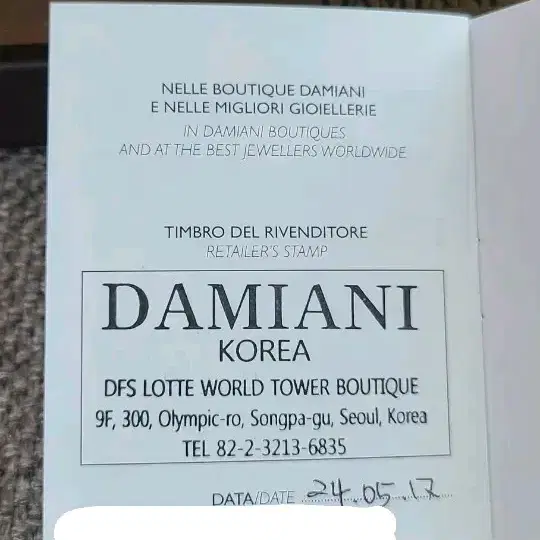 NELLE BOUTIQUE DAMIANI
E NELLE MIGLIORI GIOIELLERIE
IN DAMIANI BOUTIQUES
AND AT THE BEST JEWELLERS WORLDWIDE
TIMBRO DEL RIVENDITORE
RETAILER'S STAMP
DAMIANI
KOREA
DFS LOTTE WORLD TOWER BOUTIQUE
9F, 300, Olympic-ro, Songpa-gu, Seoul, Korea
TEL 82-2-3213-6835
DATA/DATE 24.05.17